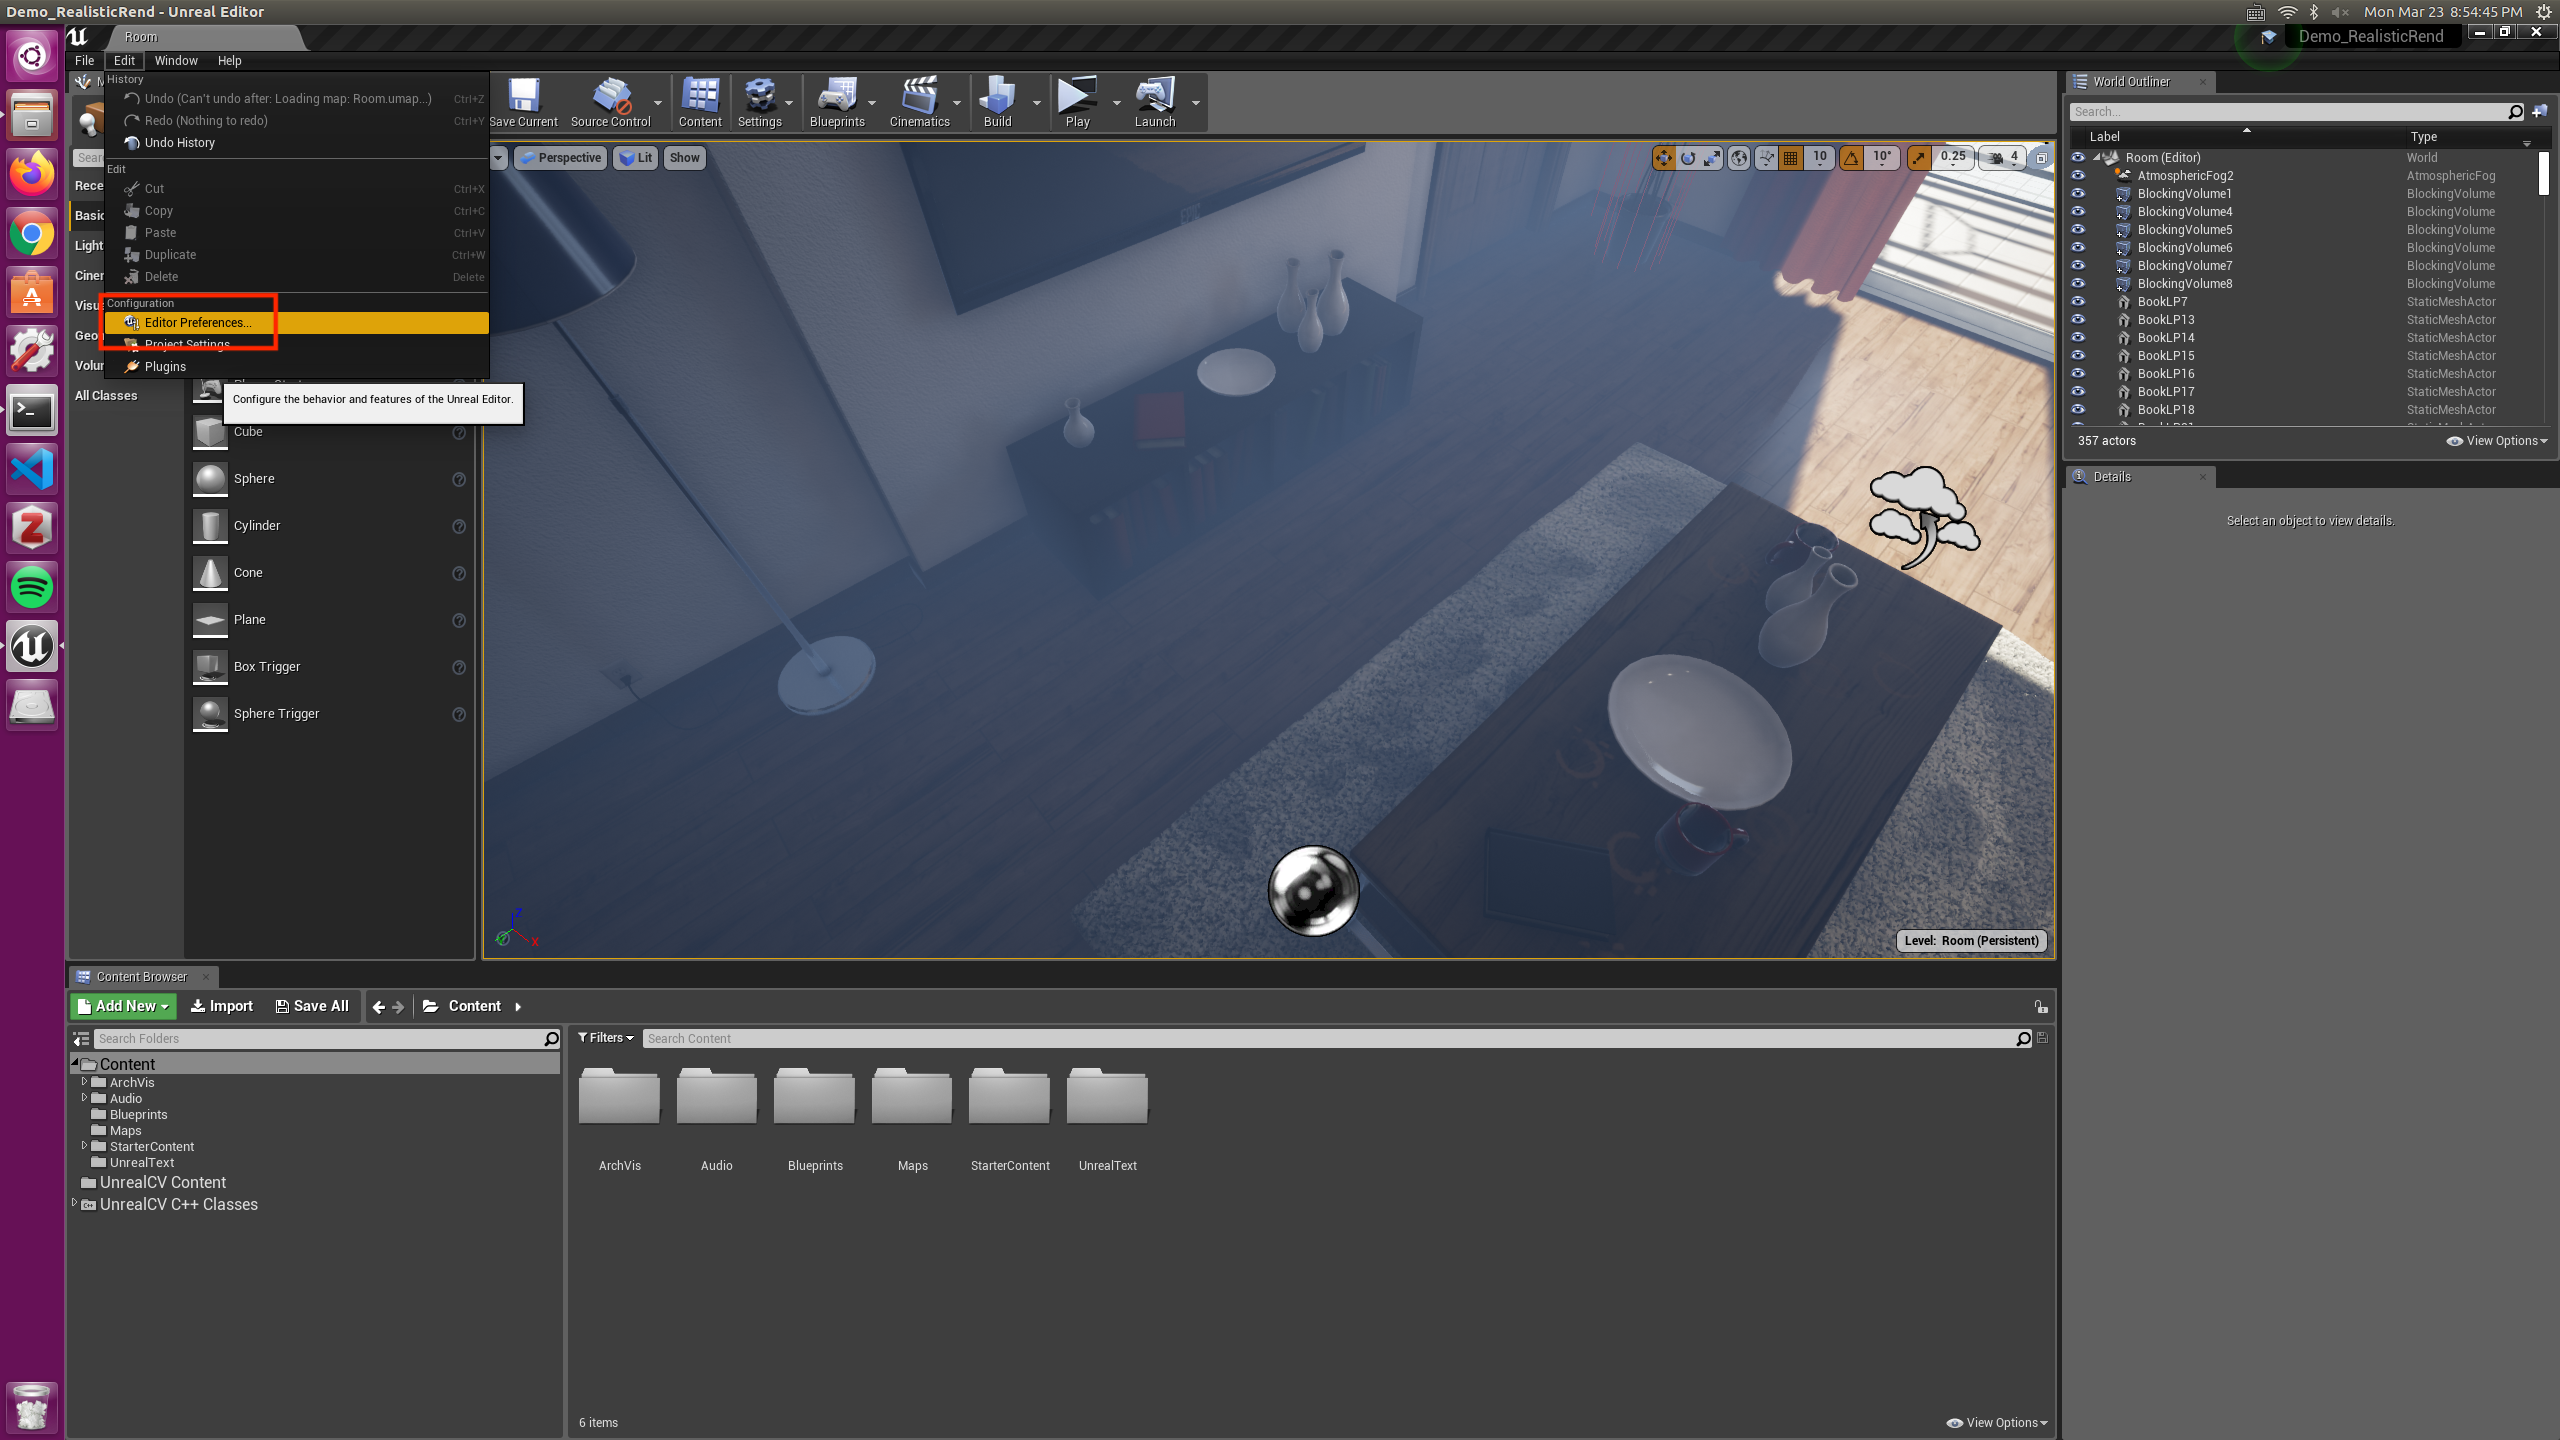 Demo_RealisticRend - Unreal Editor
Mon Mar 23 8:54:45 PM
Room
Demo_RealisticRend
File Edit Window Help
History
Undo (Can't undo after: Loading map: Room.umap...) Ctrl+Z
Redo (Nothing to redo) Ctrl+Y
Undo History
Edit
Cut Ctrl+X
Copy Ctrl+C
Paste Ctrl+V
Duplicate Ctrl+W
Delete Delete
Configuration
Editor Preferences...
Project Settings...
Plugins
Configure the behavior and features of the Unreal Editor.
All Classes
Cube
Sphere
Cylinder
Cone
Plane
Box Trigger
Sphere Trigger
Save Current Source Control Content Settings Blueprints Cinematics Build Play Launch
Perspective Lit Show
10 10° 0.25 4
Level: Room (Persistent)
World Outliner
Search...
Label Type
Room (Editor) World
AtmosphericFog2 AtmosphericFog
BlockingVolume1 BlockingVolume
BlockingVolume4 BlockingVolume
BlockingVolume5 BlockingVolume
BlockingVolume6 BlockingVolume
BlockingVolume7 BlockingVolume
BlockingVolume8 BlockingVolume
BookLP7 StaticMeshActor
BookLP13 StaticMeshActor
BookLP14 StaticMeshActor
BookLP15 StaticMeshActor
BookLP16 StaticMeshActor
BookLP17 StaticMeshActor
BookLP18 StaticMeshActor
357 actors View Options
Details
Select an object to view details.
Content Browser
Add New Import Save All Content
Search Folders
Content
ArchVis
Audio
Blueprints
Maps
StarterContent
UnrealText
UnrealCV Content
UnrealCV C++ Classes
Filters Search Content
ArchVis Audio Blueprints Maps StarterContent UnrealText
6 items View Options